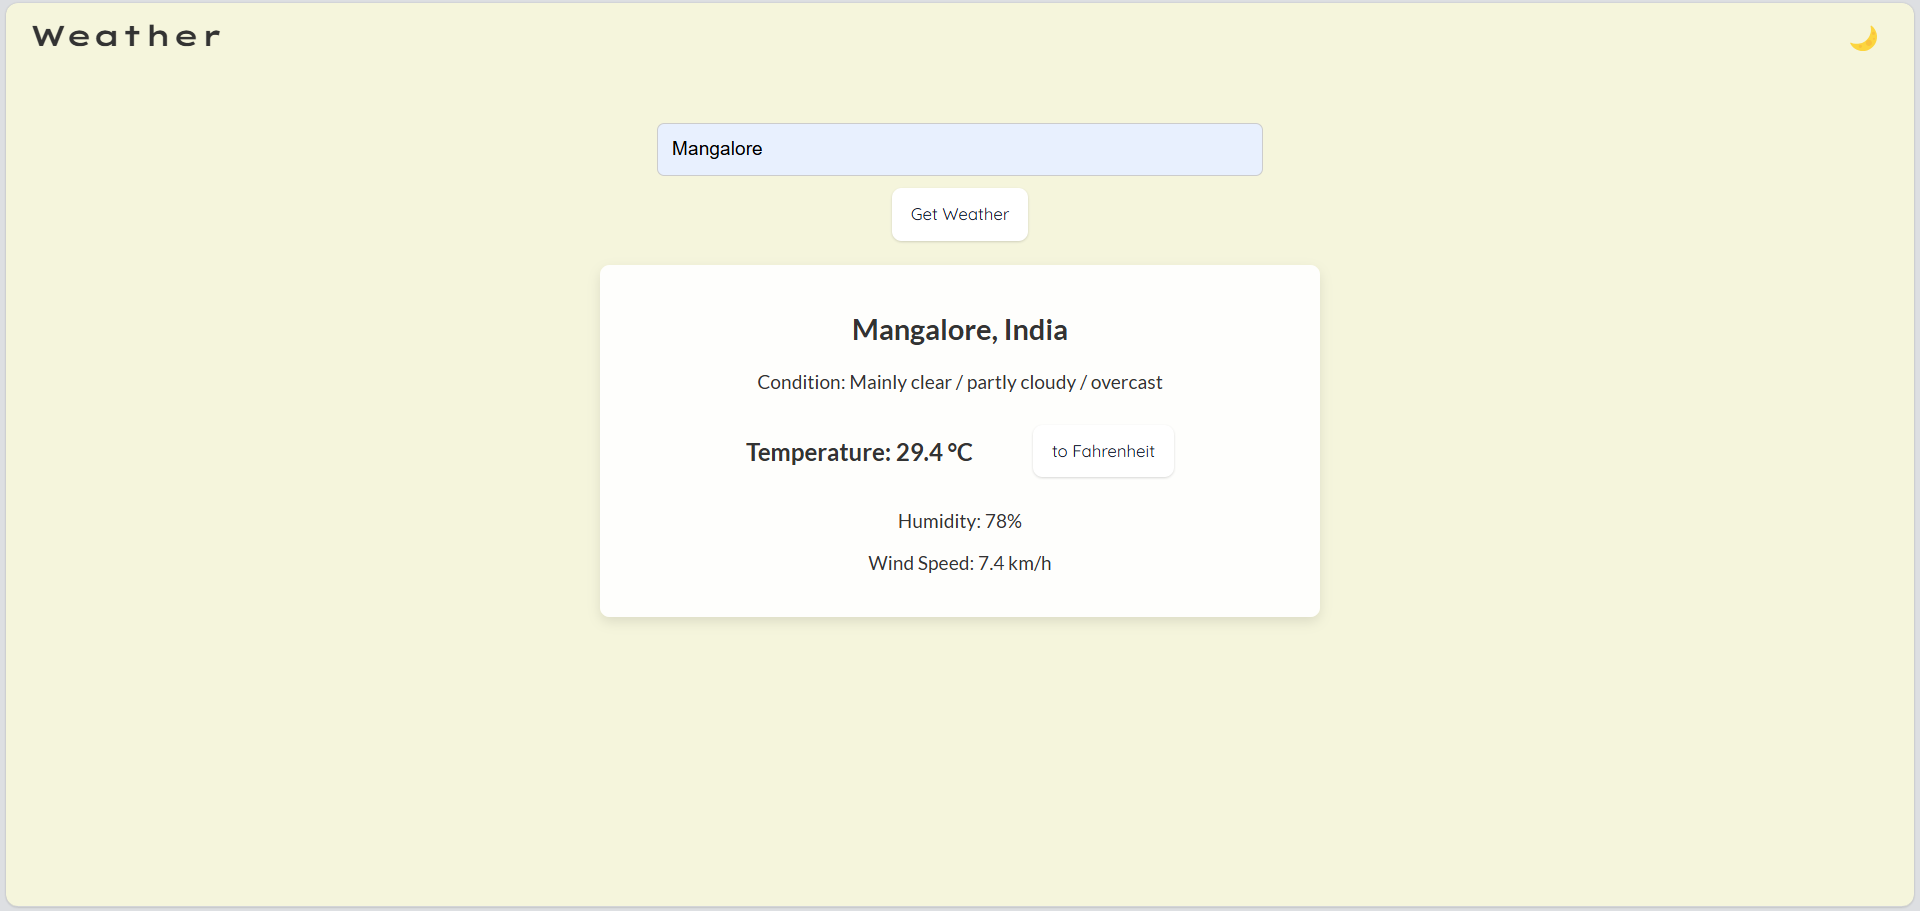 Weather
Mangalore
Get Weather
Mangalore, India
Condition: Mainly clear / partly cloudy / overcast
Temperature: 29.4 °C
to Fahrenheit
Humidity: 78%
Wind Speed: 7.4 km/h